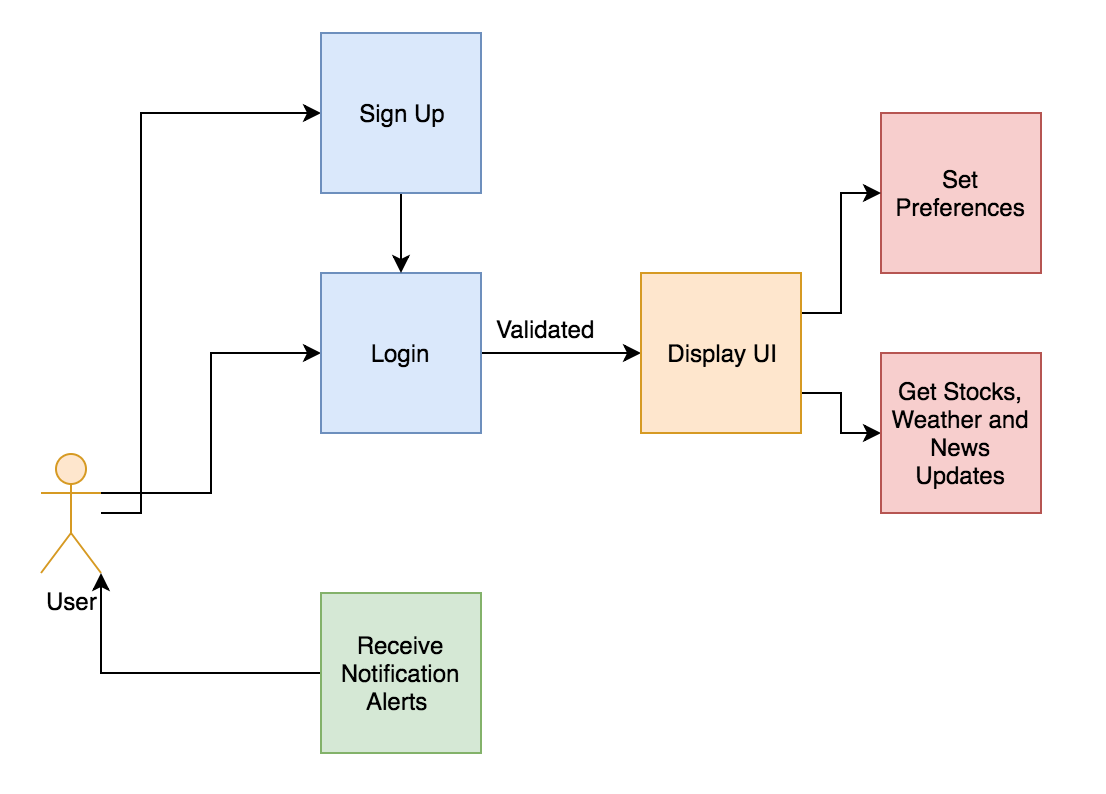 Sign Up
Set
Preferences
Validated
Login
Display UI
Get Stocks,
Weather and
News
Updates
User
Receive
Notification
Alerts